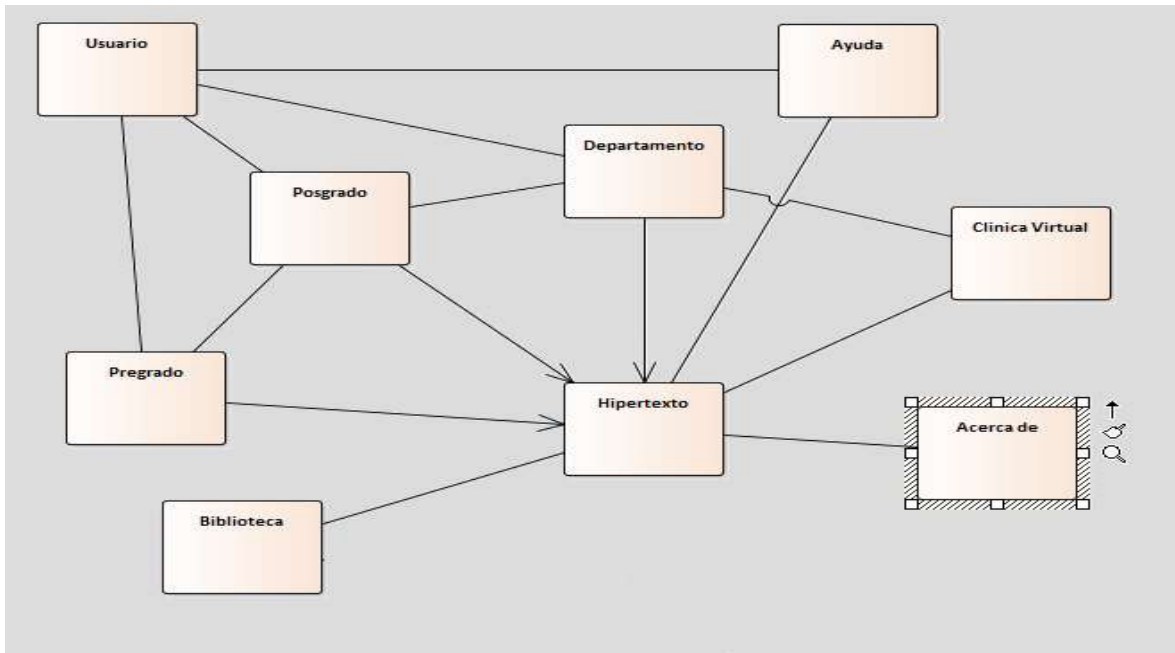 Usuario
Ayuda
Departamento
Posgrado
Clinica Virtual
Pregrado
Hipertexto
Acerca de
Biblioteca